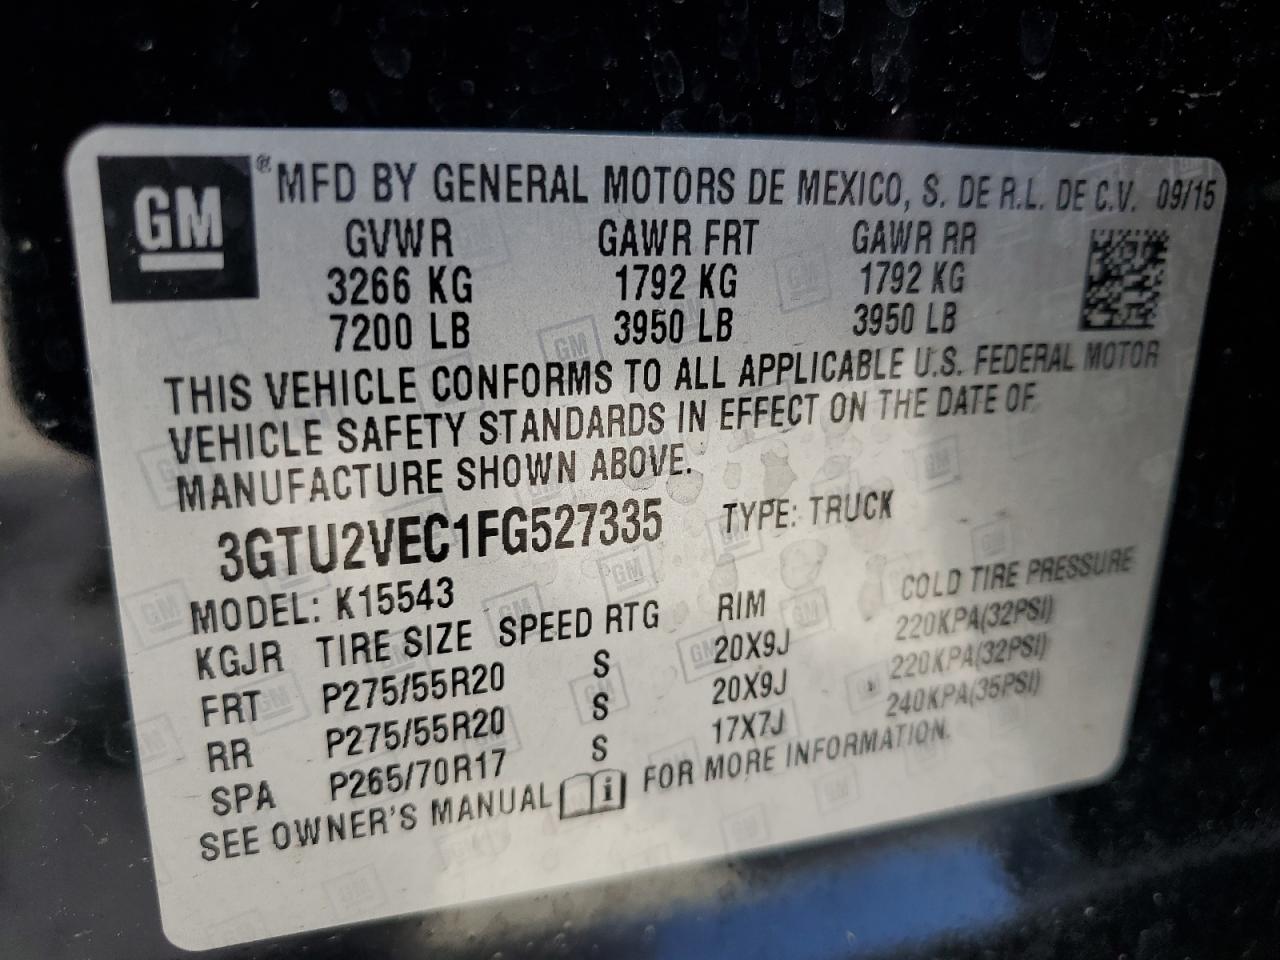 GM ® MFD BY GENERAL MOTORS DE MEXICO, S. DE R.L. DE C.V. 09/15
GVWR GAWR FRT GAWR RR
3266 KG 1792 KG 1792 KG
7200 LB 3950 LB 3950 LB
THIS VEHICLE CONFORMS TO ALL APPLICABLE U.S. FEDERAL MOTOR
VEHICLE SAFETY STANDARDS IN EFFECT ON THE DATE OF
MANUFACTURE SHOWN ABOVE.
3GTU2VEC1FG527335 TYPE: TRUCK
MODEL: K15543
KGJR TIRE SIZE SPEED RTG RIM COLD TIRE PRESSURE
FRT P275/55R20 S 20X9J 220KPA(32PSI)
RR P275/55R20 S 20X9J 220KPA(32PSI)
SPA P265/70R17 S 17X7J 240KPA(35PSI)
SEE OWNER'S MANUAL i FOR MORE INFORMATION.